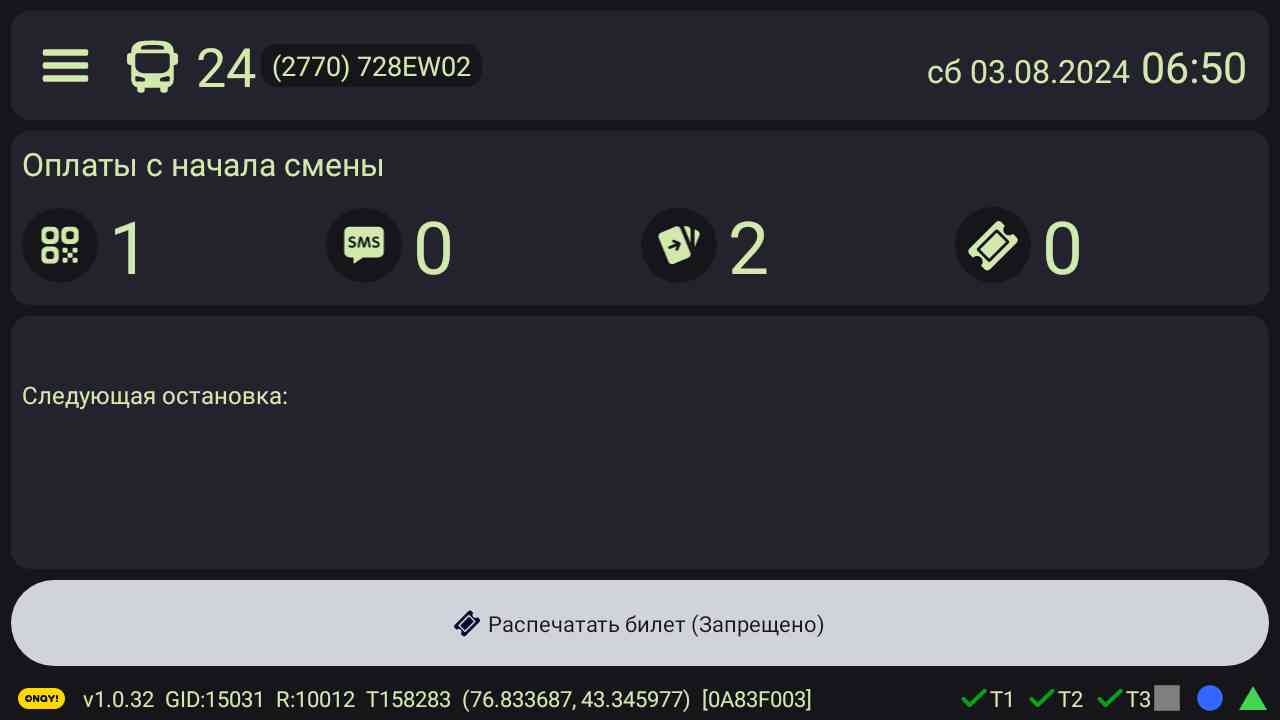 24 (2770) 728EW02 сб 03.08.2024 06:50
Оплаты с начала смены
1 SMS 0 2 0
Следующая остановка:
Распечатать билет (Запрещено)
ONAY! v1.0.32 GID:15031 R:10012 T158283 (76.833687, 43.345977) [0A83F003] T1 T2 T3